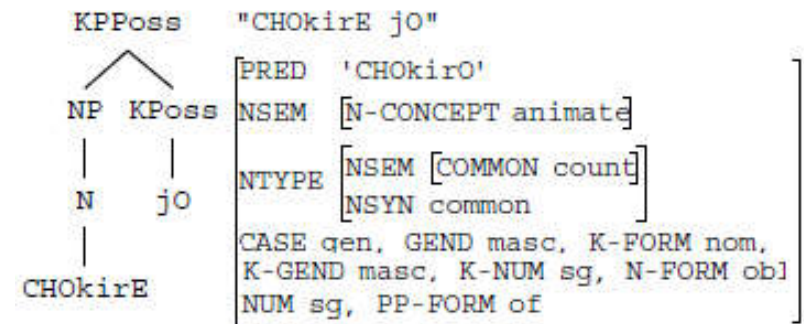 KPPoss "CHOkirE jO"
PRED 'CHOkirO'
NP KPoss NSEM [N-CONCEPT animate]
NTYPE [NSEM [COMMON count]
N jO NSYN common]
CASE gen, GEND masc, K-FORM nom,
CHOkirE K-GEND masc, K-NUM sg, N-FORM obl
NUM sg, PP-FORM of